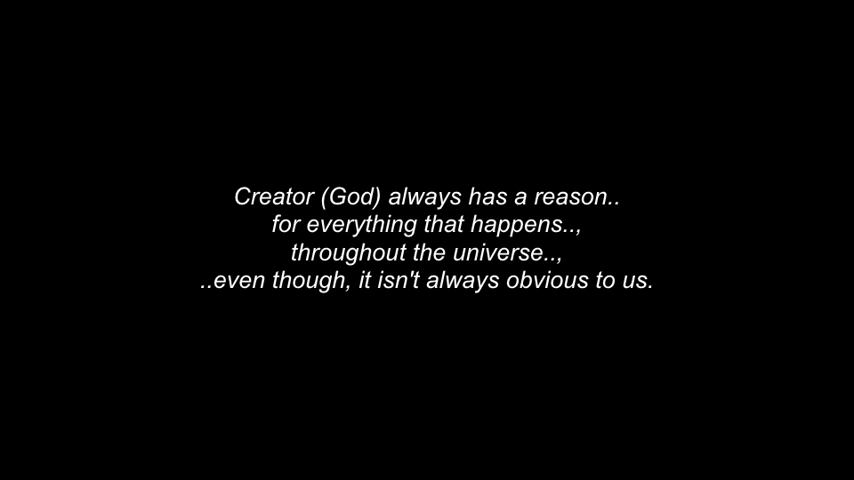 Creator (God) always has a reason..
for everything that happens..,
throughout the universe..,
..even though, it isn't always obvious to us.